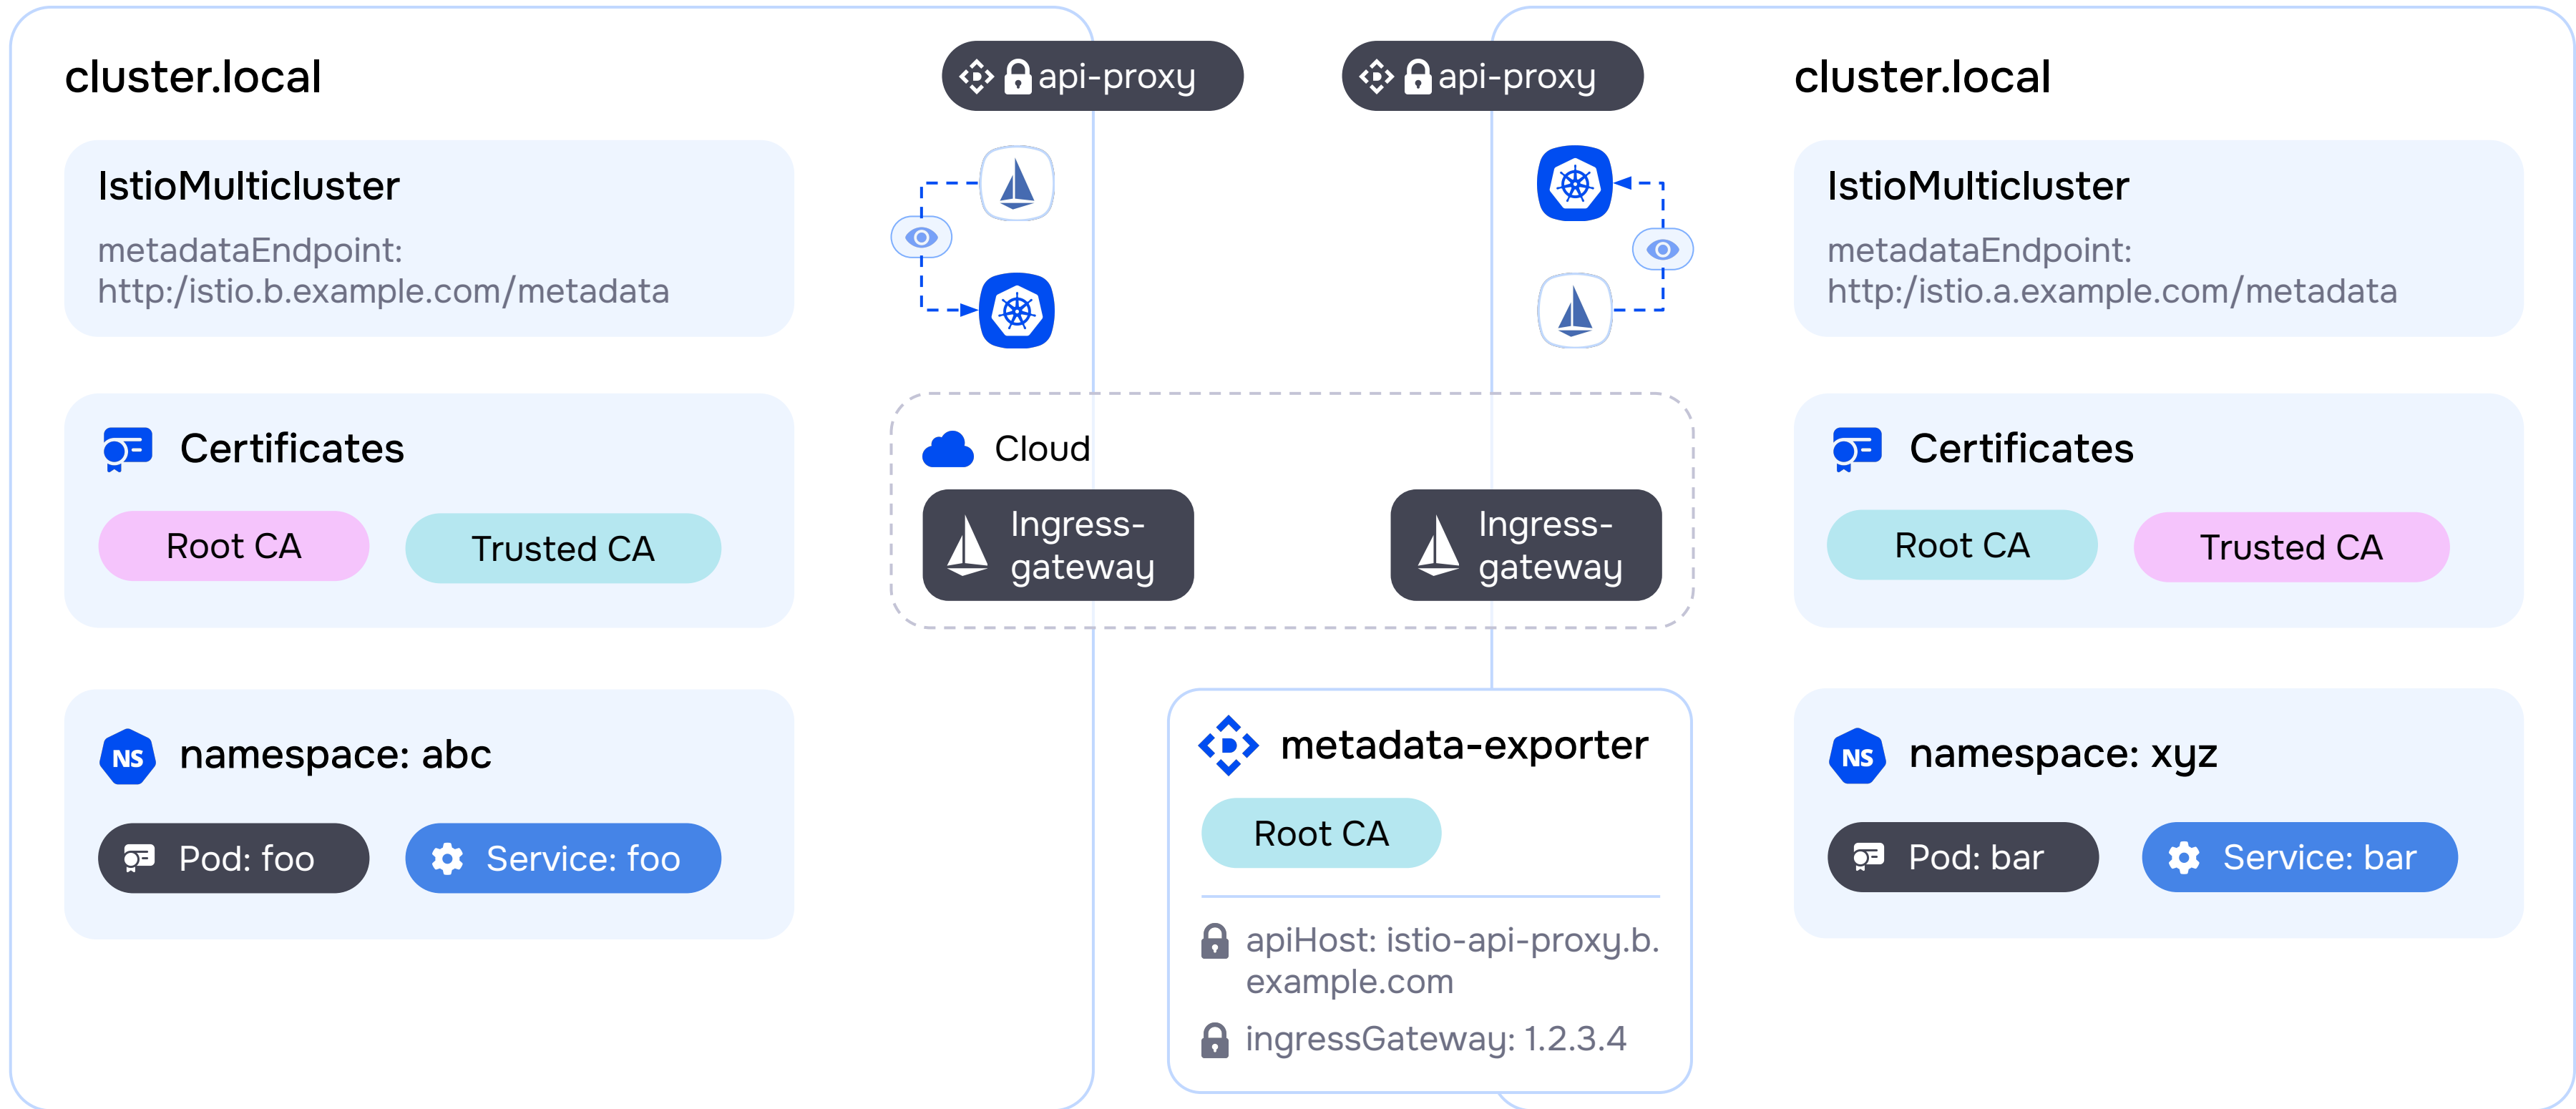 cluster.local
IstioMulticluster
metadataEndpoint:
http:/istio.b.example.com/metadata
Certificates
Root CA
Trusted CA
NS
namespace: abc
Pod: foo
Service: foo
api-proxy
api-proxy
Cloud
Ingress-
gateway
Ingress-
gateway
metadata-exporter
Root CA
apiHost: istio-api-proxy.b.
example.com
ingressGateway: 1.2.3.4
cluster.local
IstioMulticluster
metadataEndpoint:
http:/istio.a.example.com/metadata
Certificates
Root CA
Trusted CA
NS
namespace: xyz
Pod: bar
Service: bar